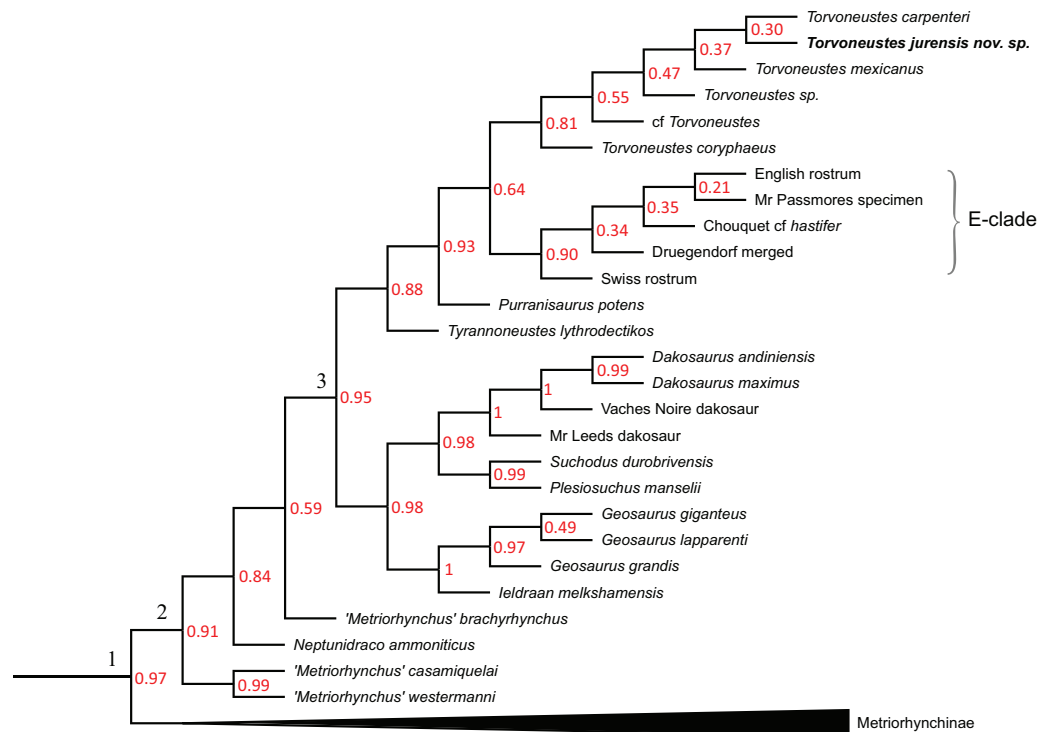 Torvoneustes carpenteri
0.30
Torvoneustes jurensis nov. sp.
0.37
Torvoneustes mexicanus
0.47
Torvoneustes sp.
0.55
cf Torvoneustes
0.81
Torvoneustes coryphaeus
0.64
English rostrum
0.21
Mr Passmores specimen
0.35
Chouquet cf hastifer
E-clade
0.34
Druegendorf merged
0.90
Swiss rostrum
0.93
Purranisaurus potens
0.88
Tyrannoneustes lythrodectikos
3
0.95
Dakosaurus andiniensis
0.99
Dakosaurus maximus
1
Vaches Noire dakosaur
1
Mr Leeds dakosaur
0.98
Suchodus durobrivensis
0.99
Plesiosuchus manselii
0.98
Geosaurus giganteus
0.49
Geosaurus lapparenti
0.97
Geosaurus grandis
1
Ieldraan melkshamensis
0.59
'Metriorhynchus' brachyrhynchus
0.84
Neptunidraco ammoniticus
2
0.91
'Metriorhynchus' casamiquelai
0.99
'Metriorhynchus' westermanni
1
0.97
Metriorhynchinae